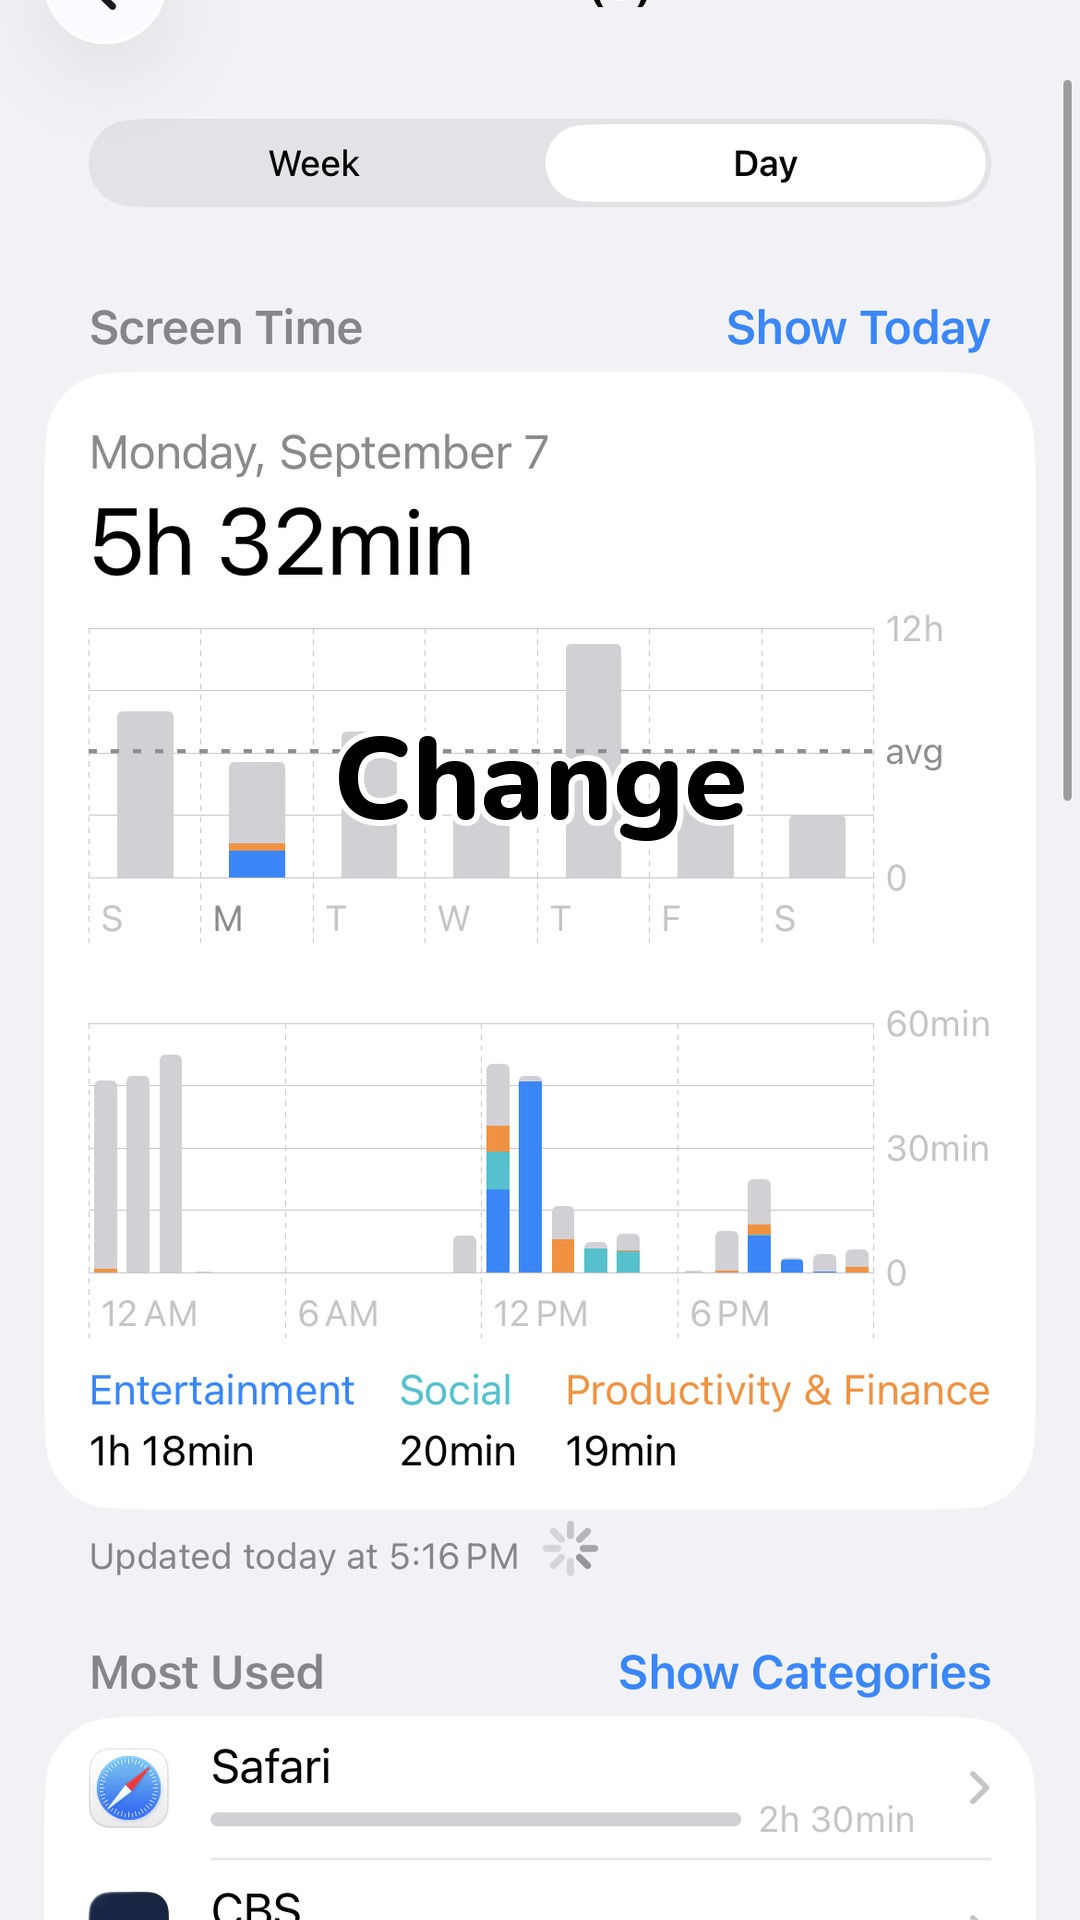 Week Day
Screen Time Show Today
Monday, September 7
5h 32min
12h
avg
Change
0
S M T W T F S
60min
30min
0
12 AM 6 AM 12 PM 6 PM
Entertainment Social Productivity & Finance
1h 18min 20min 19min
Updated today at 5:16 PM
Most Used Show Categories
Safari
2h 30min
CBS